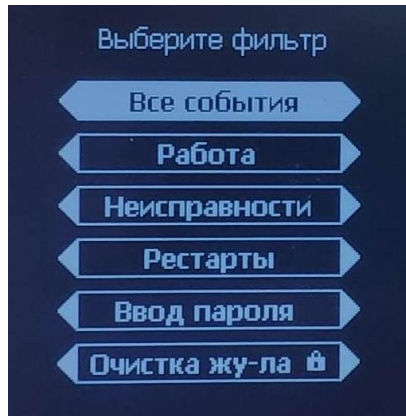 Выберите фильтр
Все события
Работа
Неисправности
Рестарты
Ввод пароля
Очистка жу-ла